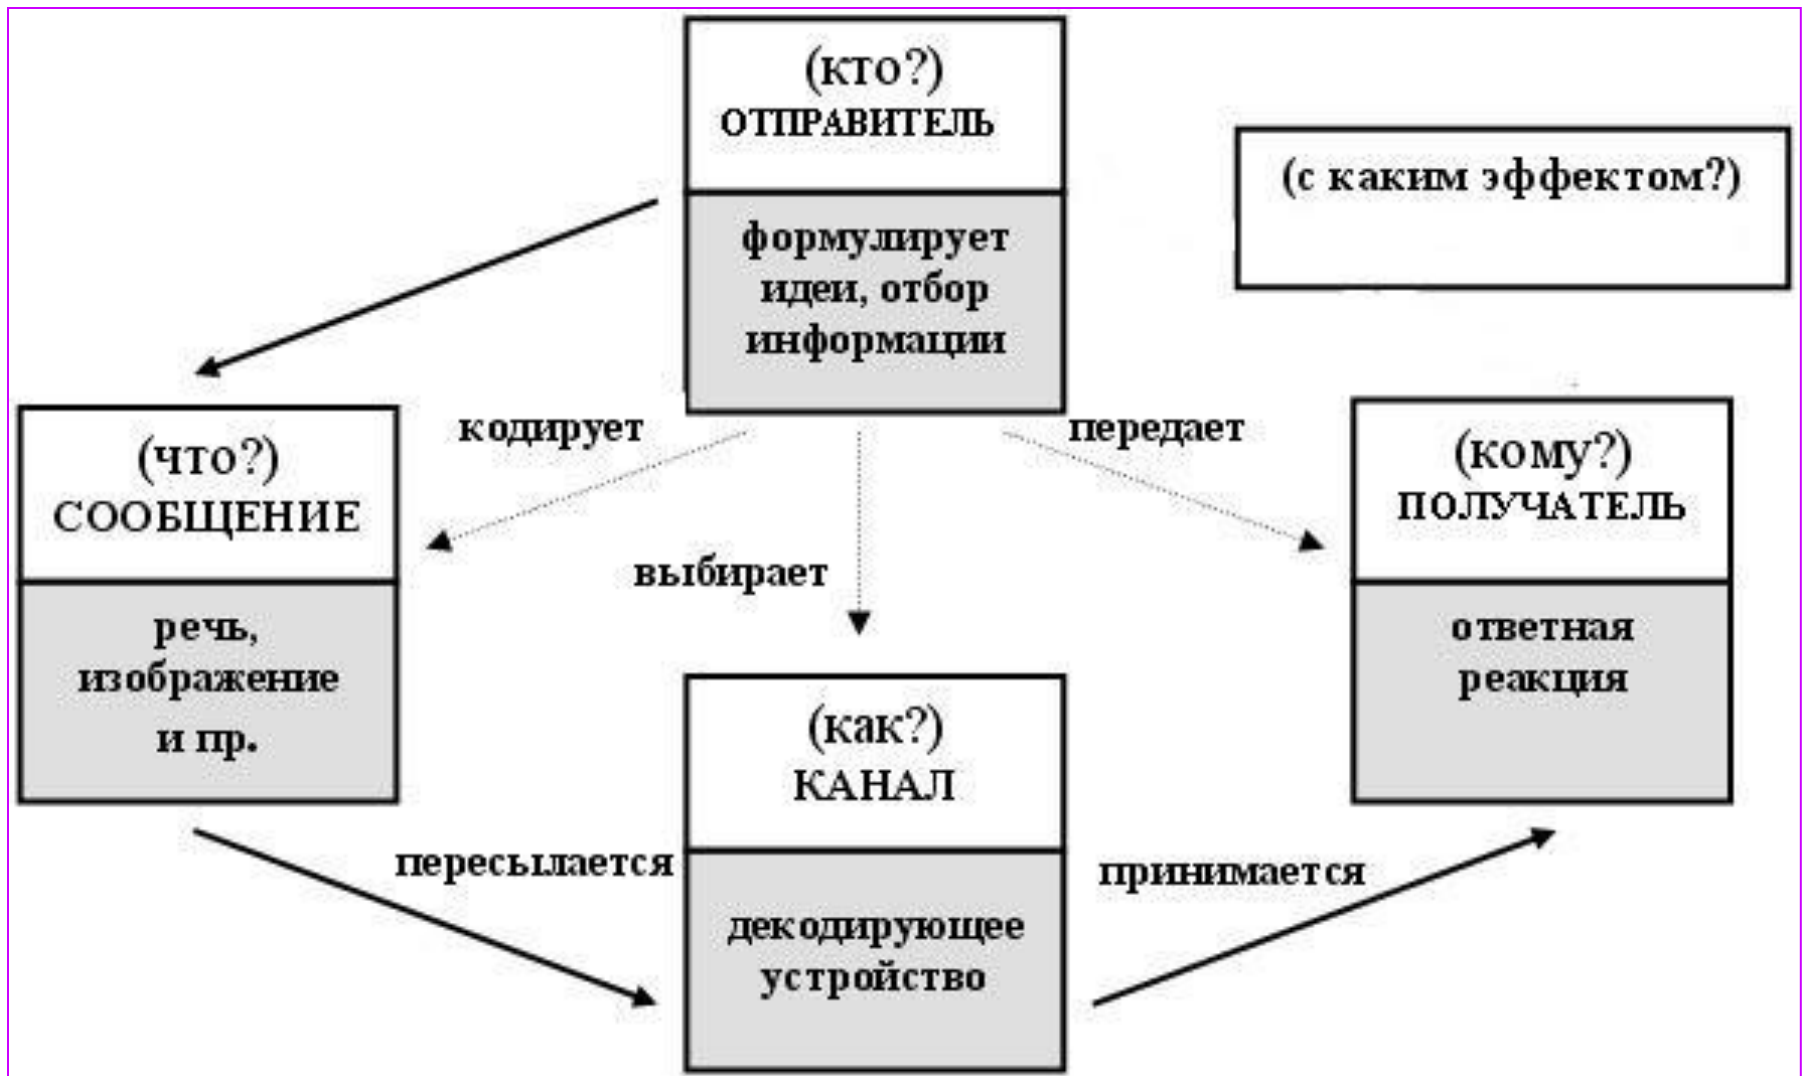 (кто?)
ОТПРАВИТЕЛЬ
формулирует
идеи, отбор
информации
(с каким эффектом?)
кодирует
выбирает
передает
(что?)
СООБЩЕНИЕ
речь,
изображение
и пр.
(кому?)
ПОЛУЧАТЕЛЬ
ответная
реакция
(как?)
КАНАЛ
декодирующее
устройство
пересылается
принимается